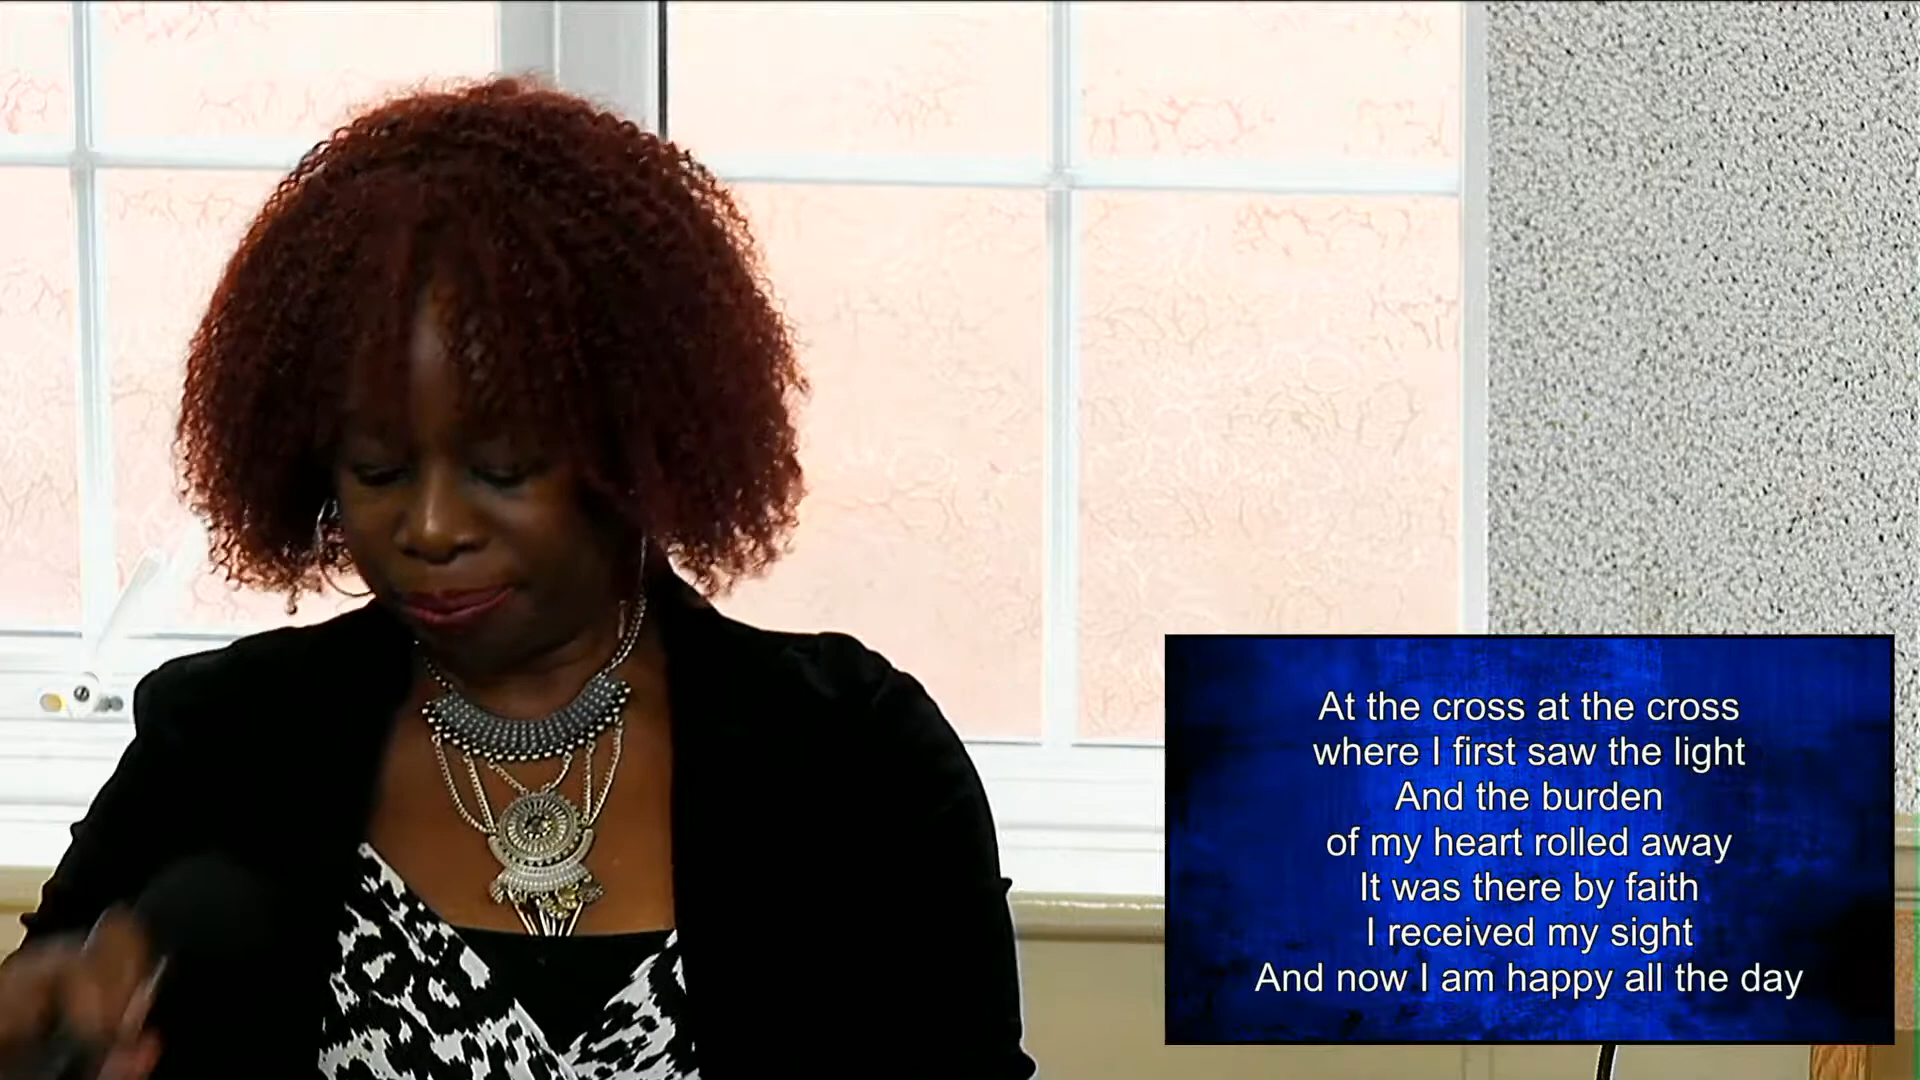 At the cross at the cross
where I first saw the light
And the burden
of my heart rolled away
It was there by faith
I received my sight
And now I am happy all the day